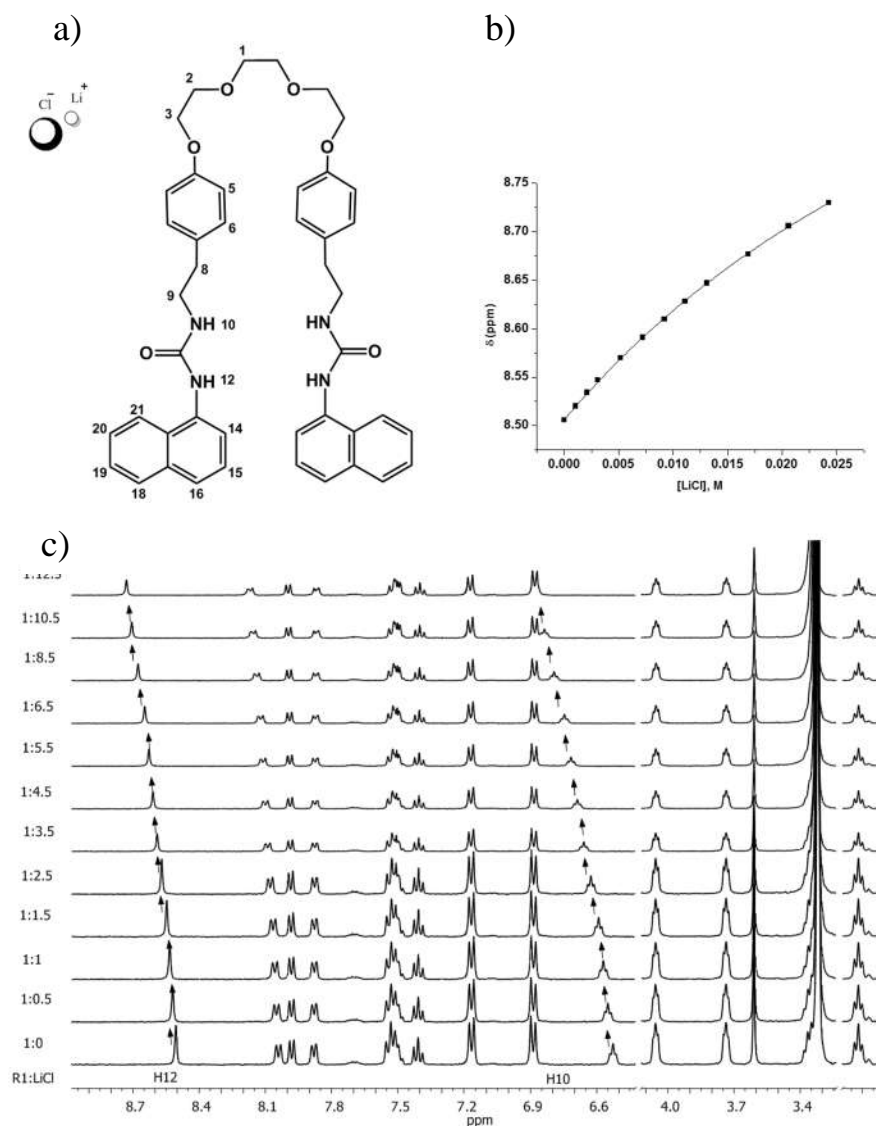 a)
b)
Cl⁻
Li⁺
1
2
O
O
3
O
O
5
6
8
9
NH
10
HN
O
O
NH
12
HN
21
14
20
15
19
18
16
8.75
8.70
8.65
8.60
8.55
8.50
δ (ppm)
0.000 0.005 0.010 0.015 0.020 0.025
[LiCl], M
c)
1:12.5
1:10.5
1:8.5
1:6.5
1:5.5
1:4.5
1:3.5
1:2.5
1:1.5
1:1
1:0.5
1:0
R1:LiCl
H12
H10
8.7 8.4 8.1 7.8 7.5 7.2 6.9 6.6 4.0 3.7 3.4
ppm